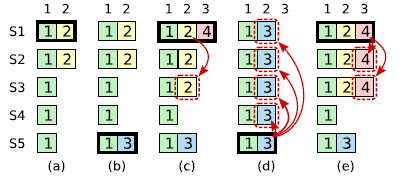 1 2 1 2 1 2 3 1 2 3 1 2 3
S1 1 2 1 2 1 2 4 1 3 1 2 4
S2 1 2 1 2 1 2 1 3 1 2 4
S3 1 1 1 2 1 3 1 2 4
S4 1 1 1 1 3 1
S5 1 1 3 1 3 1 3 1 3
(a) (b) (c) (d) (e)